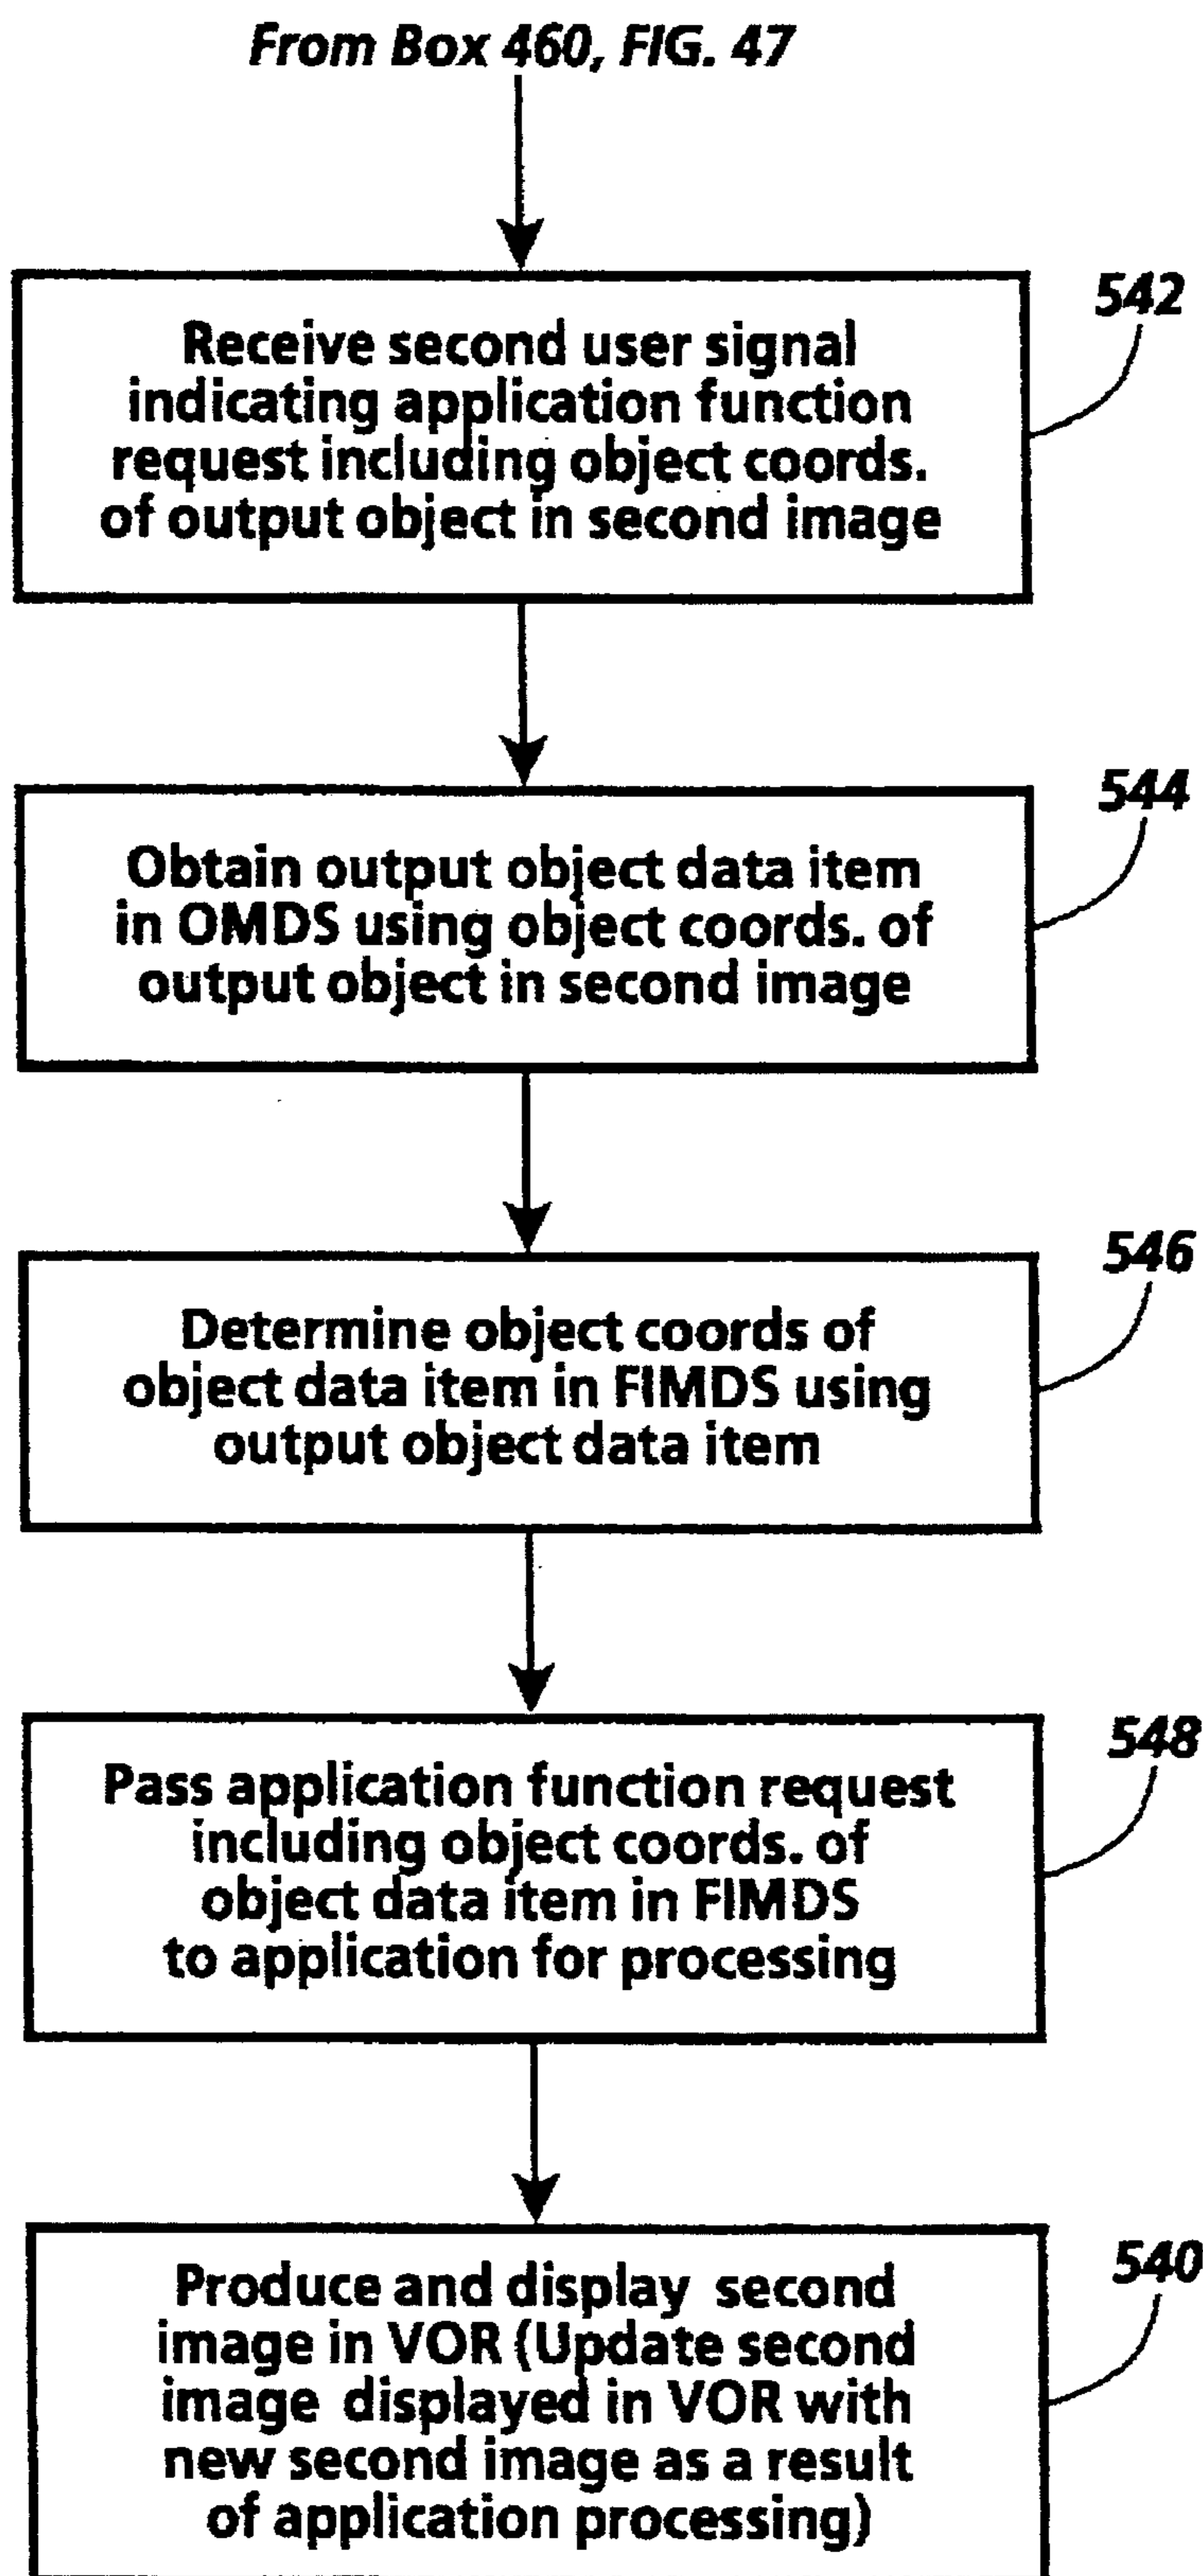 From Box 460, FIG. 47
542
Receive second user signal
indicating application function
request including object coords.
of output object in second image
544
Obtain output object data item
in OMDS using object coords. of
output object in second image
546
Determine object coords of
object data item in FIMDS using
output object data item
548
Pass application function request
including object coords. of
object data item in FIMDS
to application for processing
540
Produce and display second
image in VOR (Update second
image displayed in VOR with
new second image as a result
of application processing)